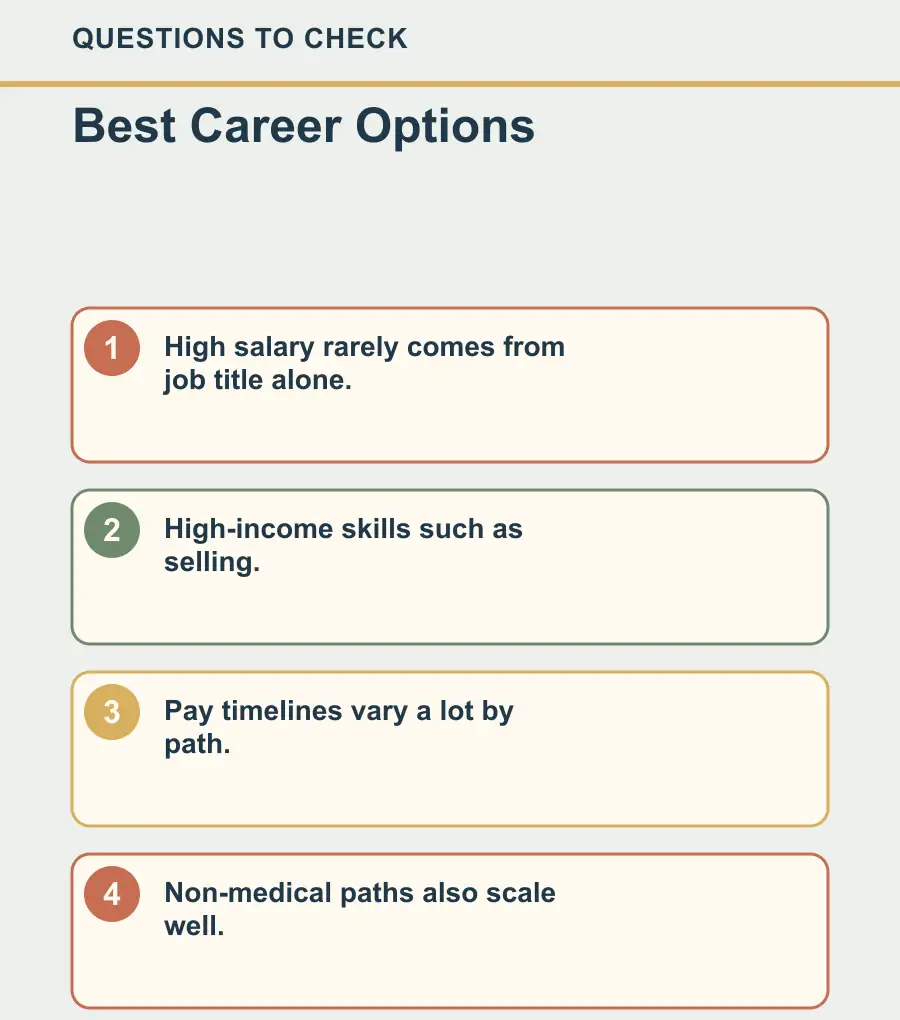 QUESTIONS TO CHECK
Best Career Options
1
High salary rarely comes from
job title alone.
2
High-income skills such as
selling.
3
Pay timelines vary a lot by
path.
4
Non-medical paths also scale
well.